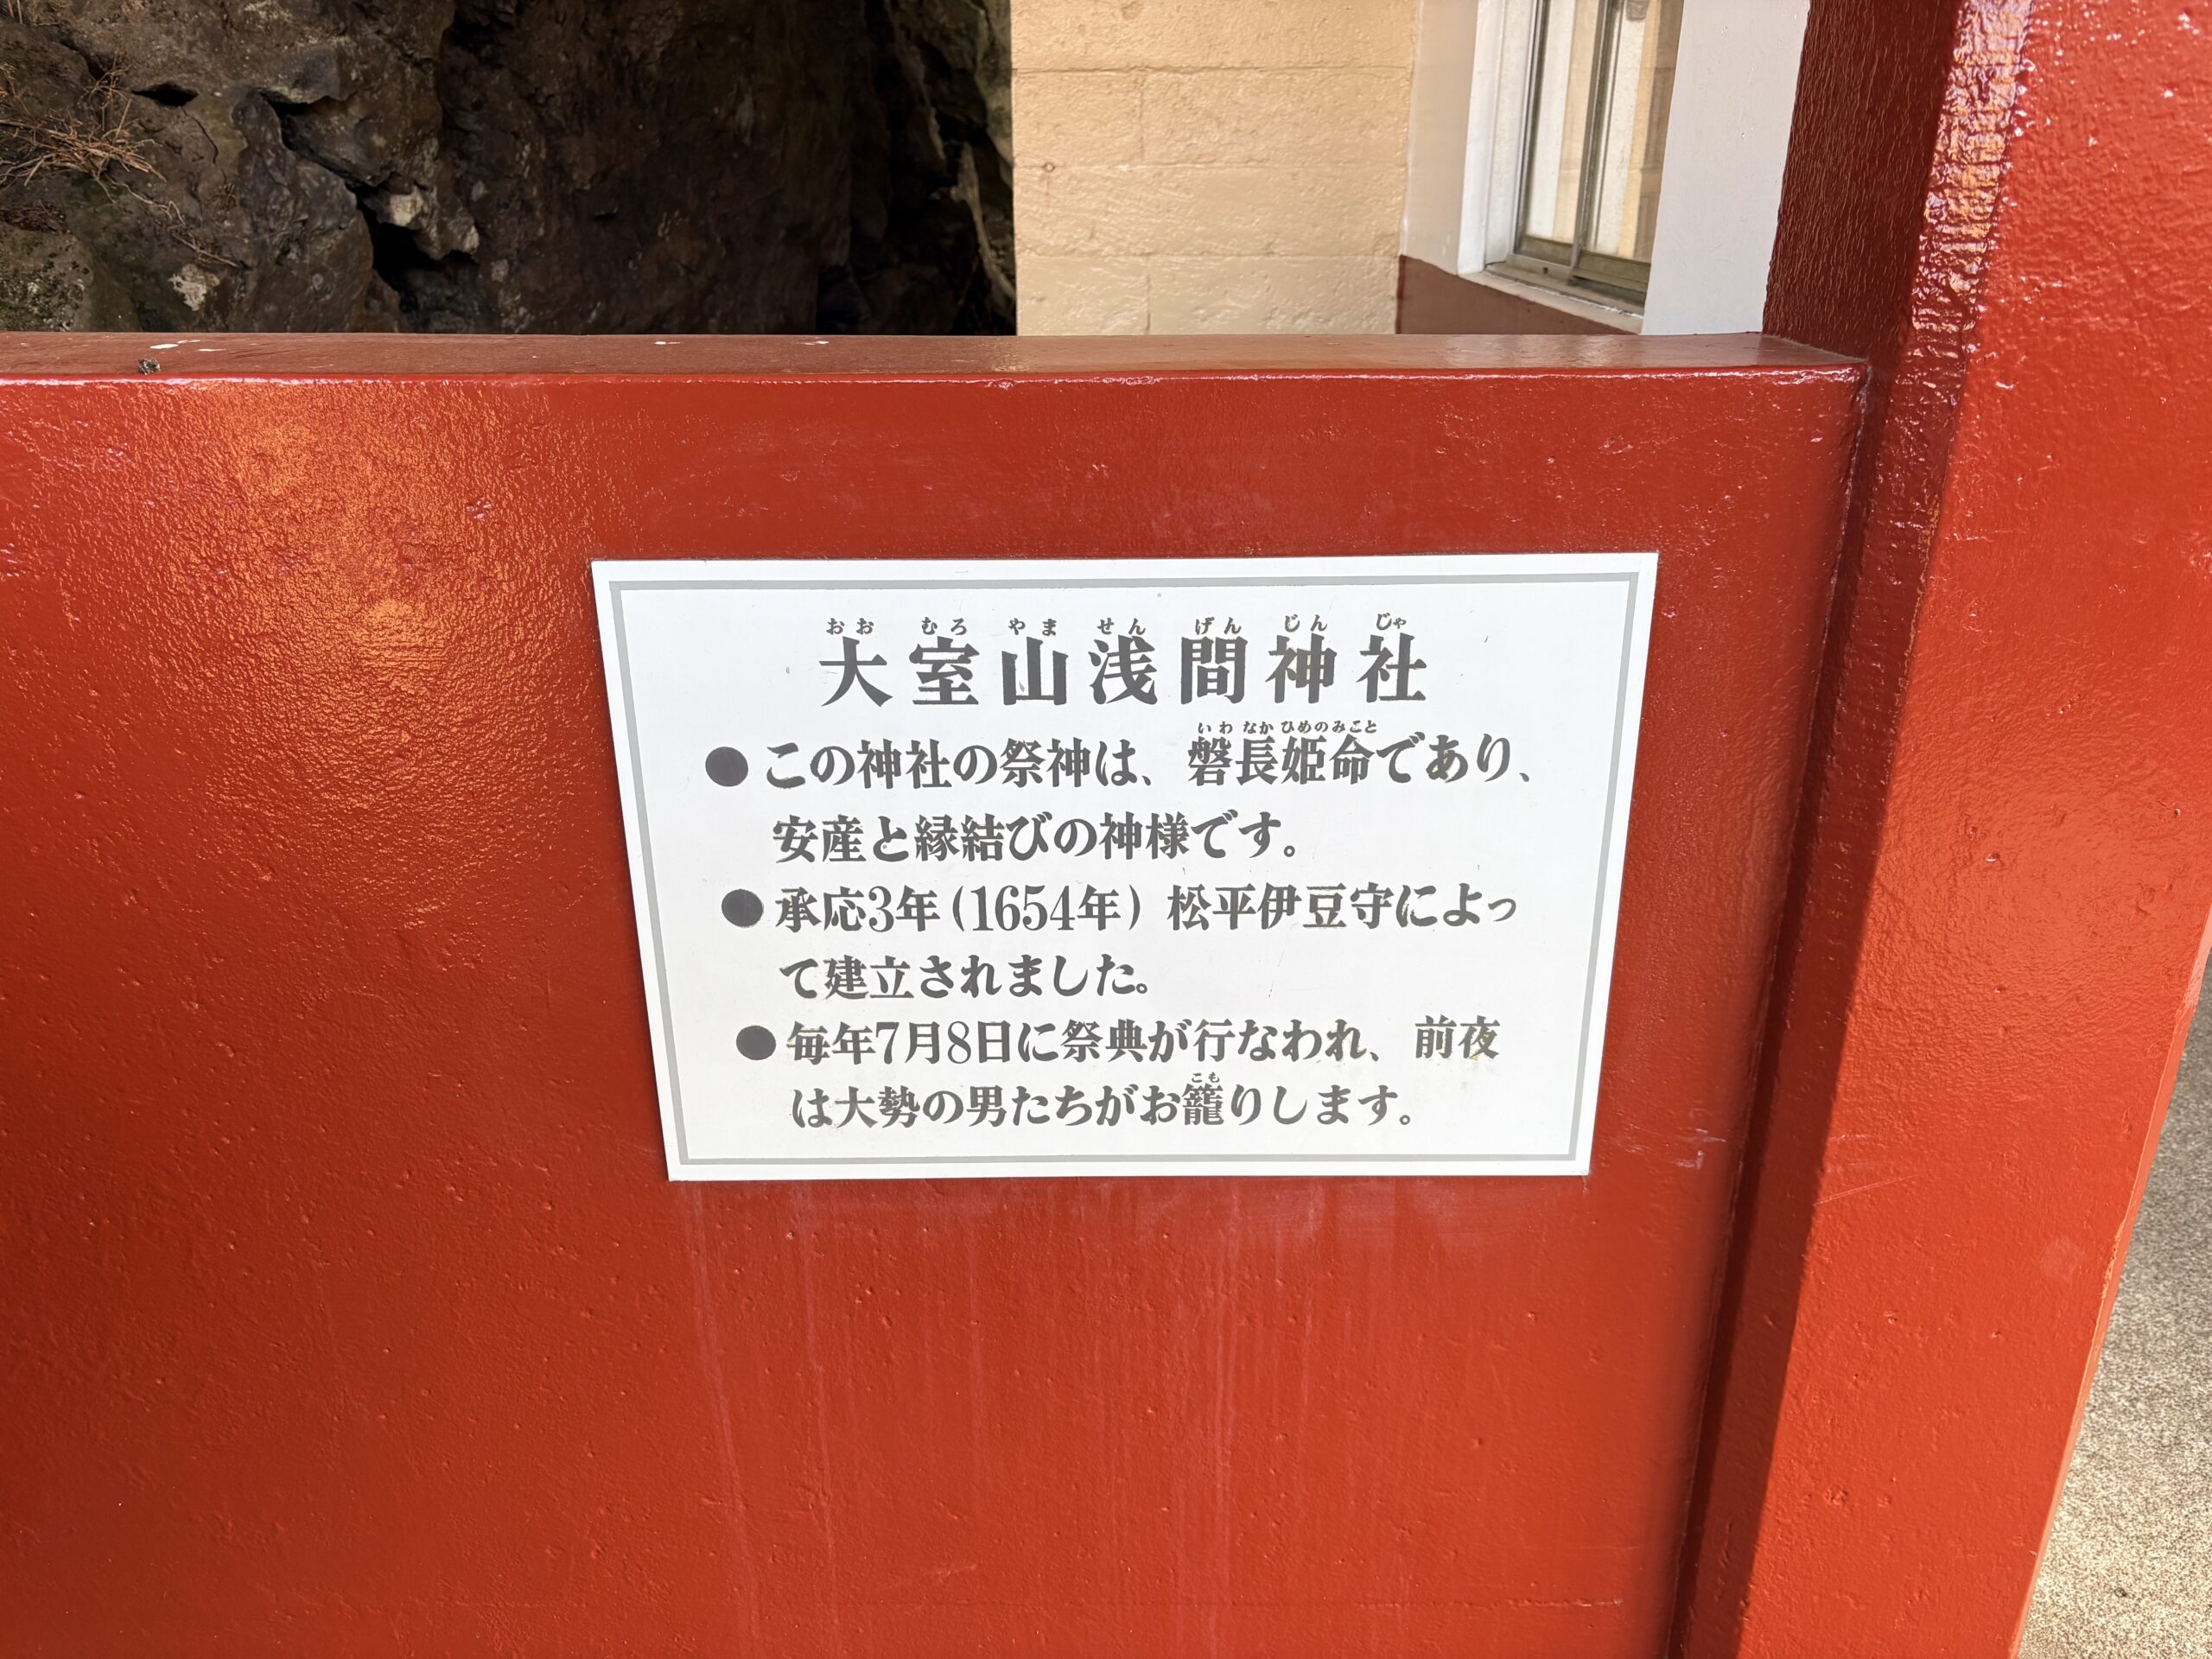 おおむろやませんげんじんじゃ
大室山浅間神社
いわなかひめのみこと
●この神社の祭神は、磐長姫命であり、
安産と縁結びの神様です。
●承応3年(1654年)松平伊豆守によっ
て建立されました。
●毎年7月8日に祭典が行なわれ、前夜
こも
は大勢の男たちがお籠りします。